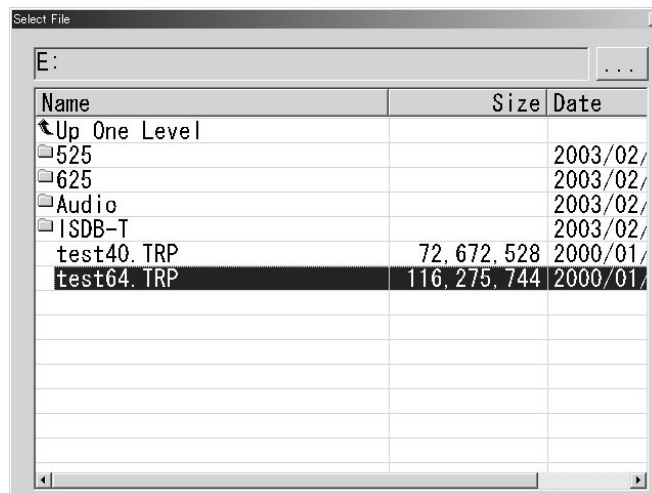 Select File
E:
...
Name Size Date
Up One Level
525 2003/02/
625 2003/02/
Audio 2003/02/
ISDB-T 2003/02/
test40.TRP 72,672,528 2000/01/
test64.TRP 116,275,744 2000/01/